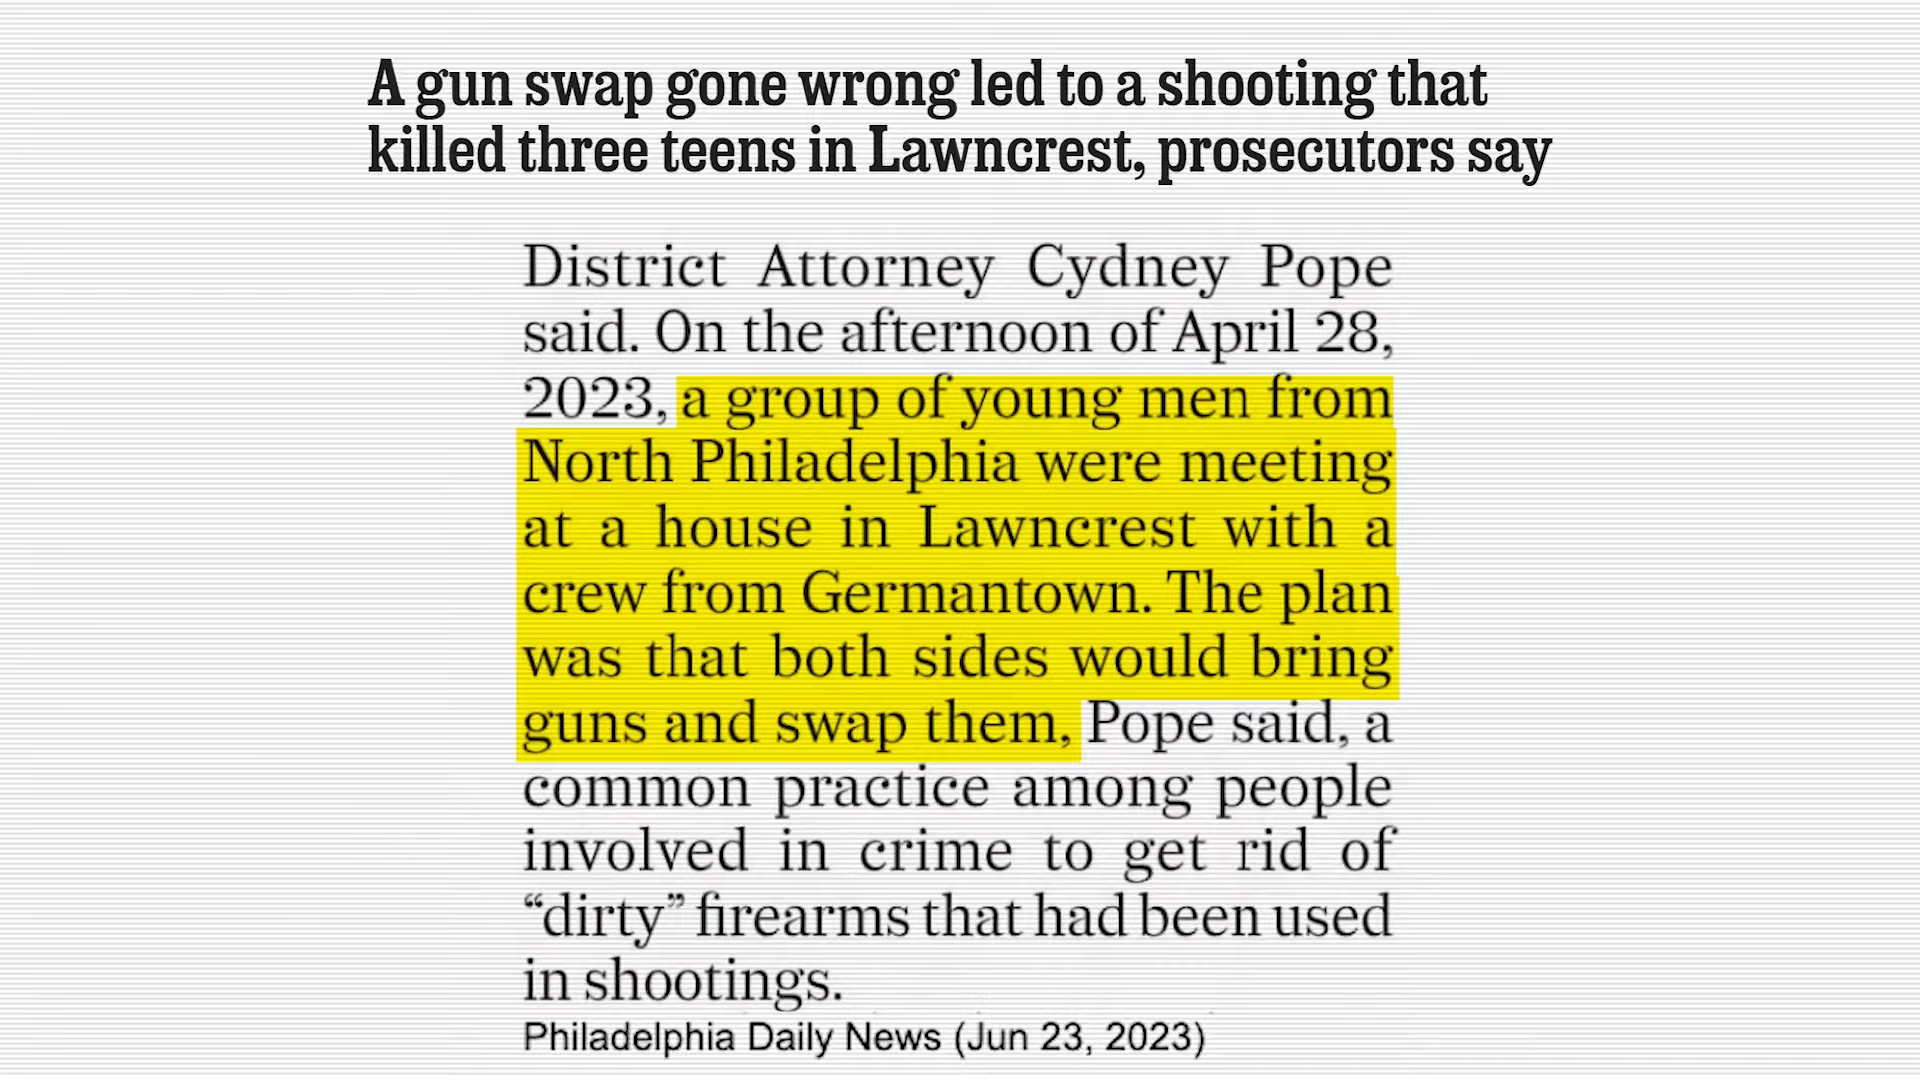 A gun swap gone wrong led to a shooting that
killed three teens in Lawncrest, prosecutors say
District Attorney Cydney Pope
said. On the afternoon of April 28,
2023, a group of young men from
North Philadelphia were meeting
at a house in Lawncrest with a
crew from Germantown. The plan
was that both sides would bring
guns and swap them, Pope said, a
common practice among people
involved in crime to get rid of
“dirty” firearms that had been used
in shootings.
Philadelphia Daily News (Jun 23, 2023)